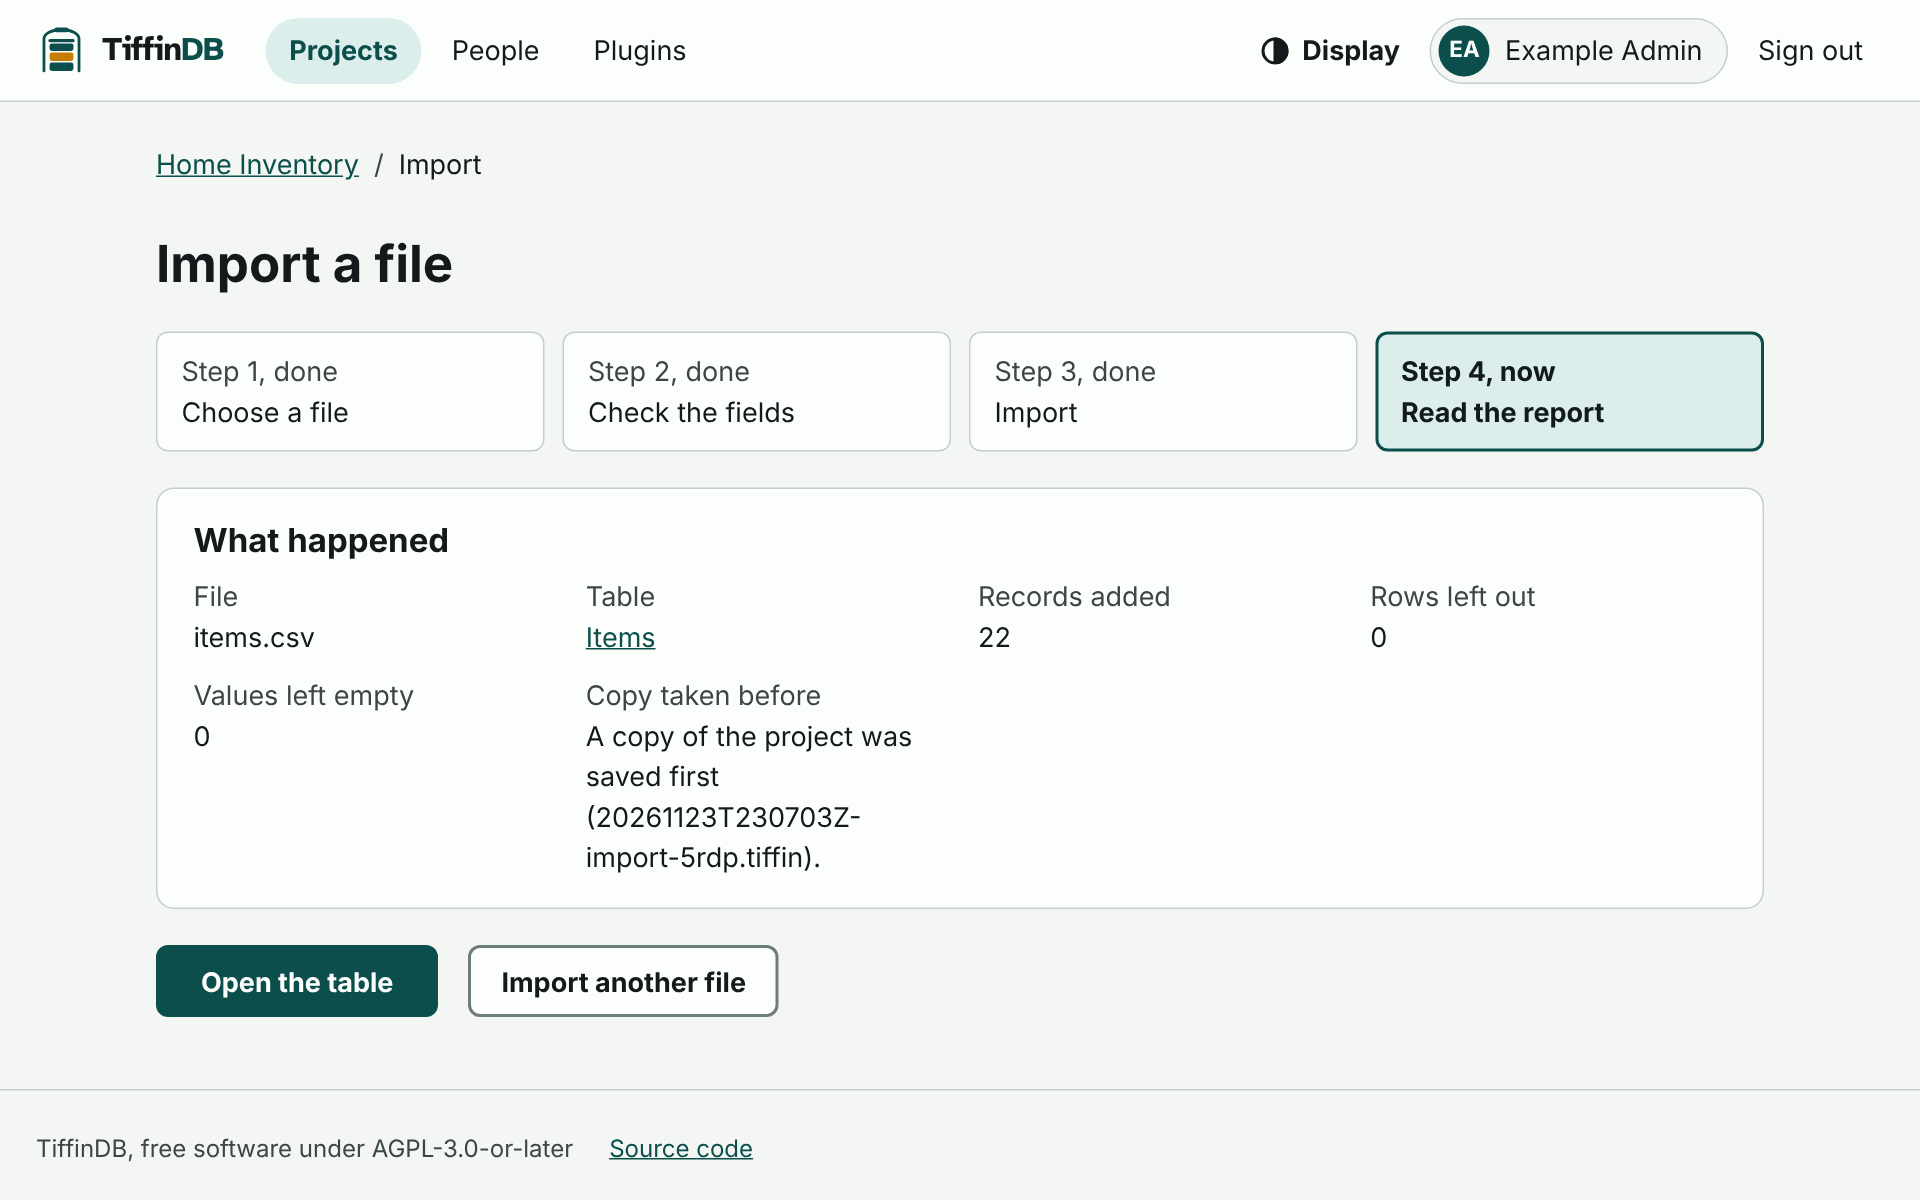 TiffinDB
Projects
People
Plugins
Display
EA
Example Admin
Sign out
Home Inventory / Import
Import a file
Step 1, done
Choose a file
Step 2, done
Check the fields
Step 3, done
Import
Step 4, now
Read the report
What happened
File
items.csv
Table
Items
Records added
22
Rows left out
0
Values left empty
0
Copy taken before
A copy of the project was
saved first
(20261123T230703Z-
import-5rdp.tiffin).
Open the table
Import another file
TiffinDB, free software under AGPL-3.0-or-later
Source code